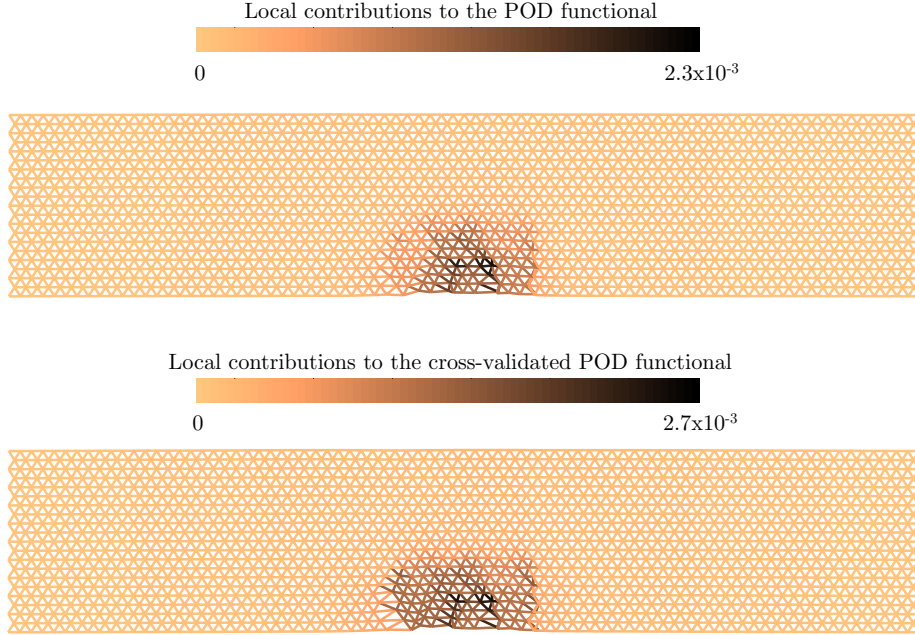 Local contributions to the POD functional
0 2.3x10⁻³
Local contributions to the cross-validated POD functional
0 2.7x10⁻³